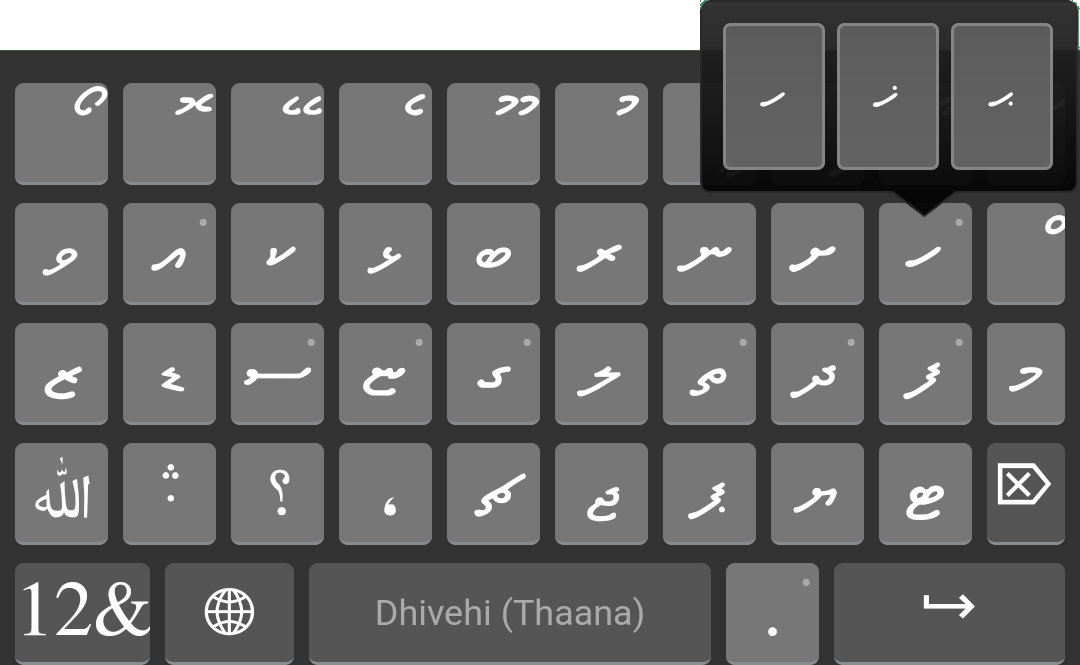 ޙ ޚ ހ
ު ޫ ެ ޭ ޮ ޯ
ް ހ ށ ނ ރ ބ ޅ ކ އ ވ
މ ފ ދ ތ ލ ގ ޏ ސ ޑ ޒ
ޓ ޔ ޕ ޖ ޗ ، ؟ ﷲ
12& Dhivehi (Thaana) .